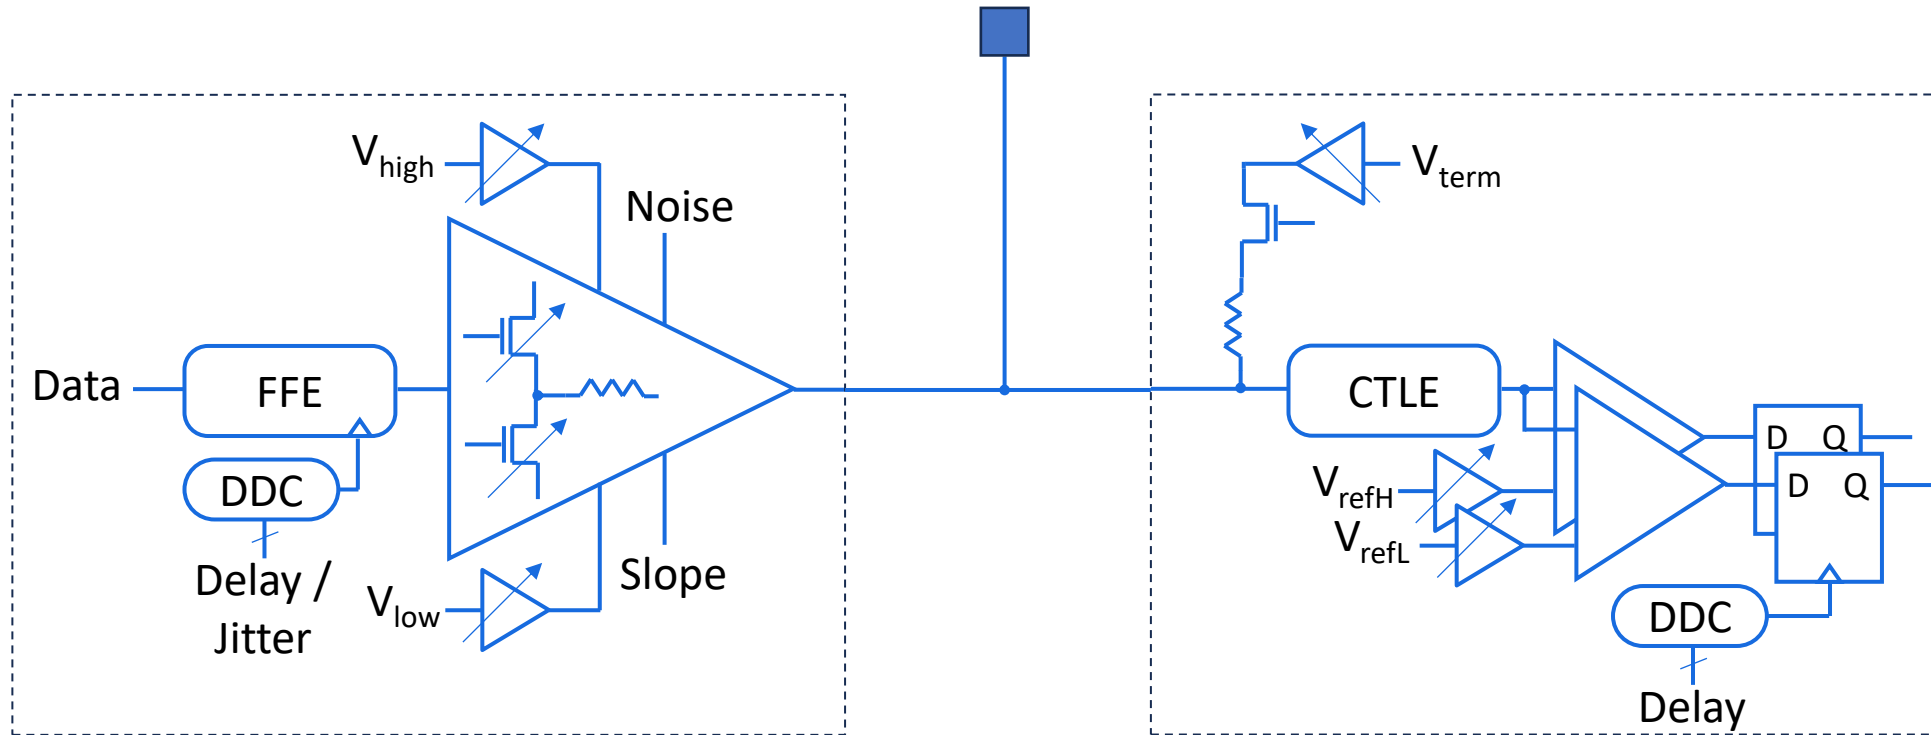 Vhigh
Noise
Vterm
Data
FFE
CTLE
DDC
Delay /
Jitter
Vlow
Slope
VrefH
VrefL
D Q
D Q
DDC
Delay